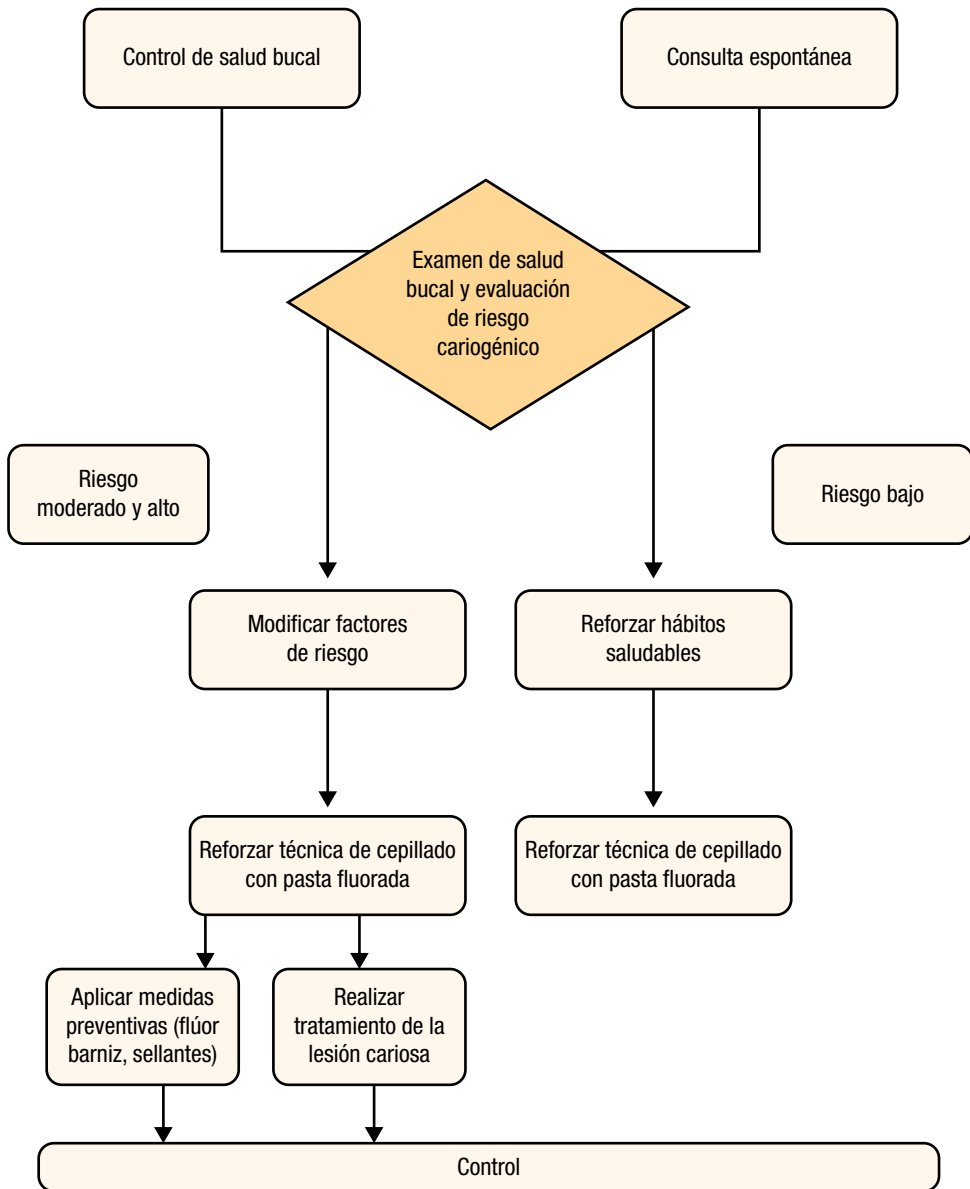 Control de salud bucal
Consulta espontánea
Examen de salud
bucal y evaluación
de riesgo
cariogénico
Riesgo
moderado y alto
Riesgo bajo
Modificar factores
de riesgo
Reforzar hábitos
saludables
Reforzar técnica de cepillado
con pasta fluorada
Reforzar técnica de cepillado
con pasta fluorada
Aplicar medidas
preventivas (flúor
barniz, sellantes)
Realizar
tratamiento de la
lesión cariosa
Control